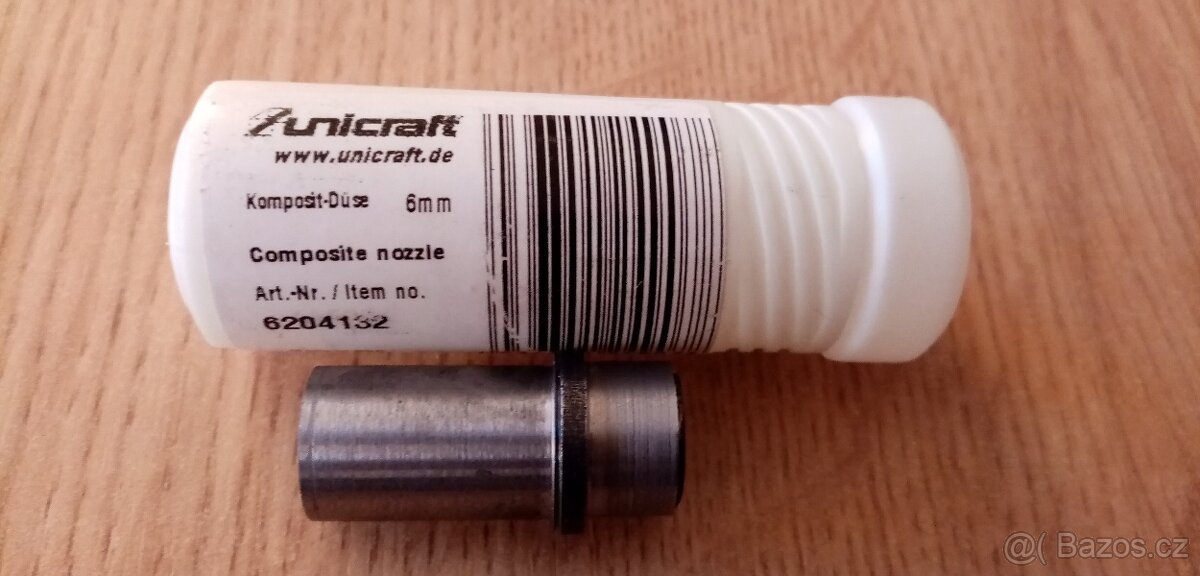 unicraft
www.unicraft.de
Komposit-Düse 6mm
Composite nozzle
Art.-Nr. / Item no.
6204132
@( Bazos.cz